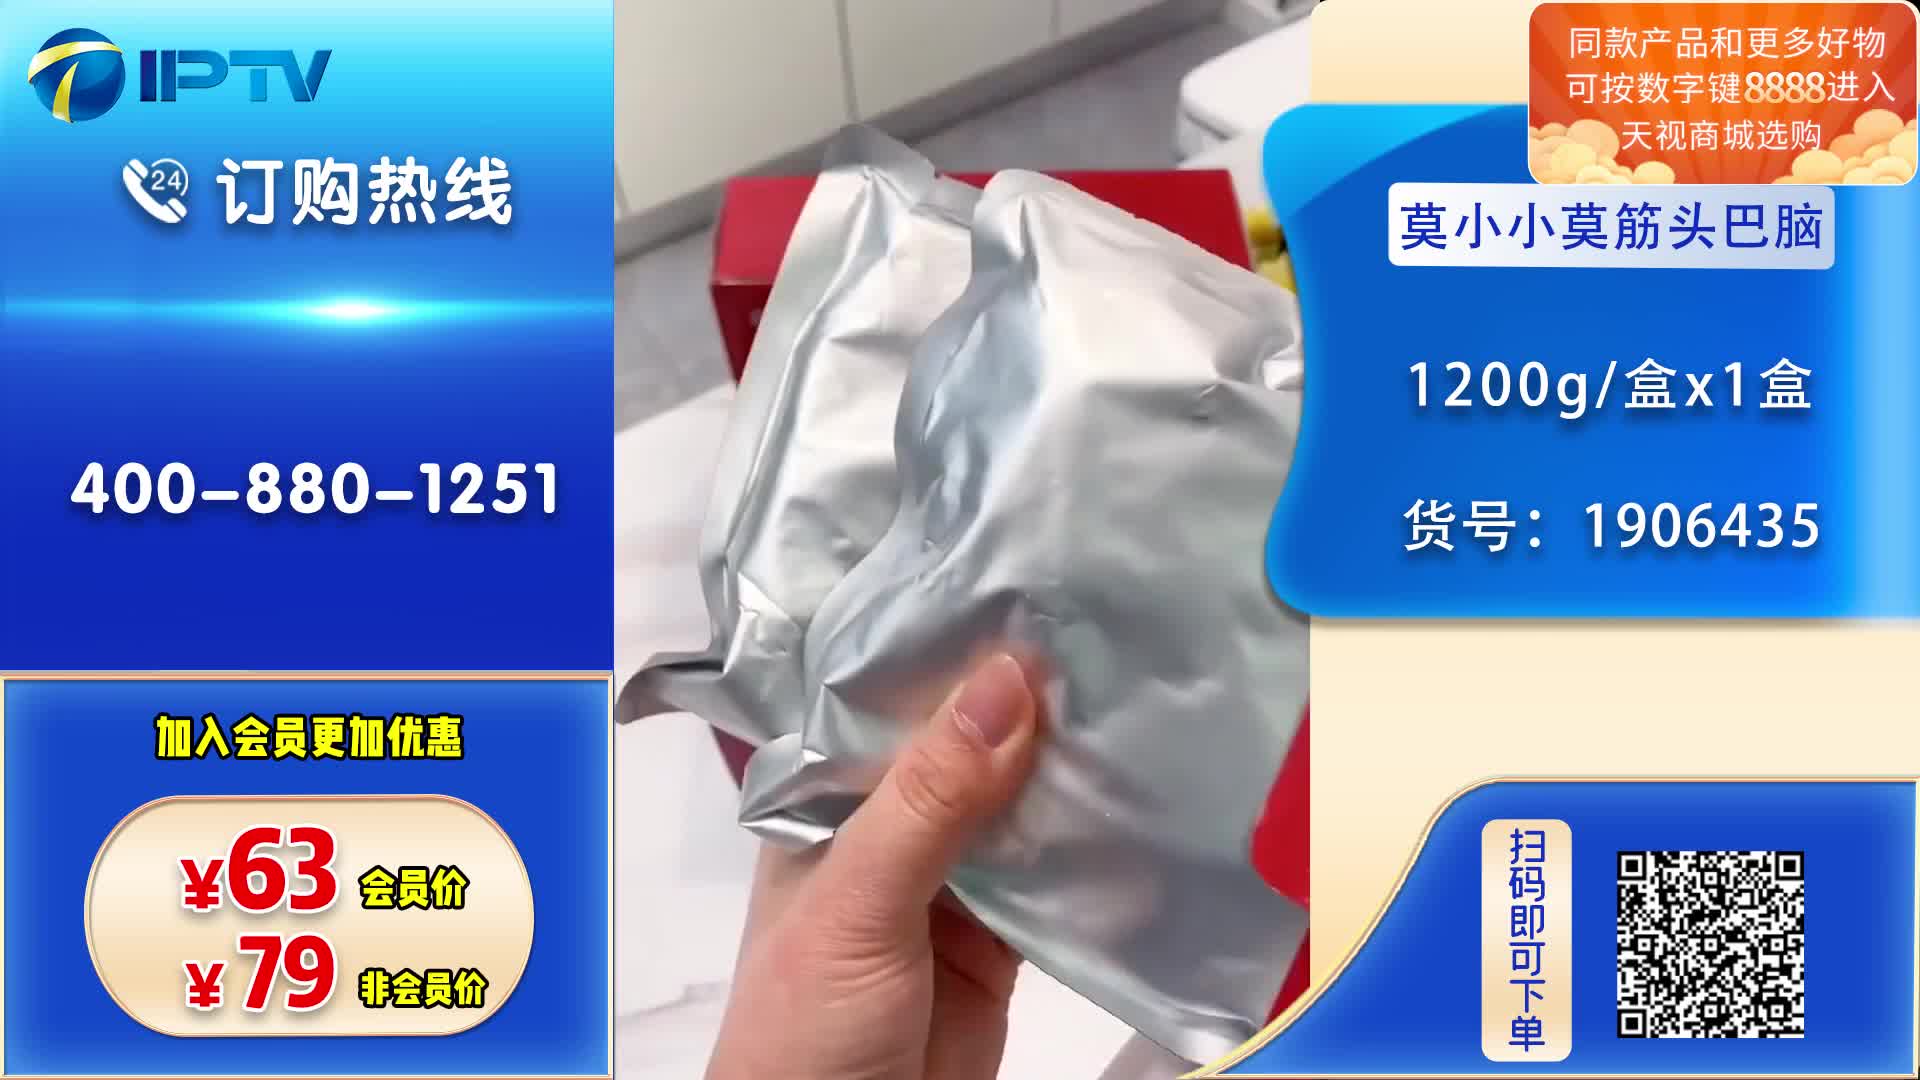 IPTV
24
订购热线
400-880-1251
加入会员更加优惠
¥63 会员价
¥79 非会员价
同款产品和更多好物
可按数字键8888进入
天视商城选购
莫小小莫筋头巴脑
1200g/盒x1盒
货号：1906435
扫码即可下单